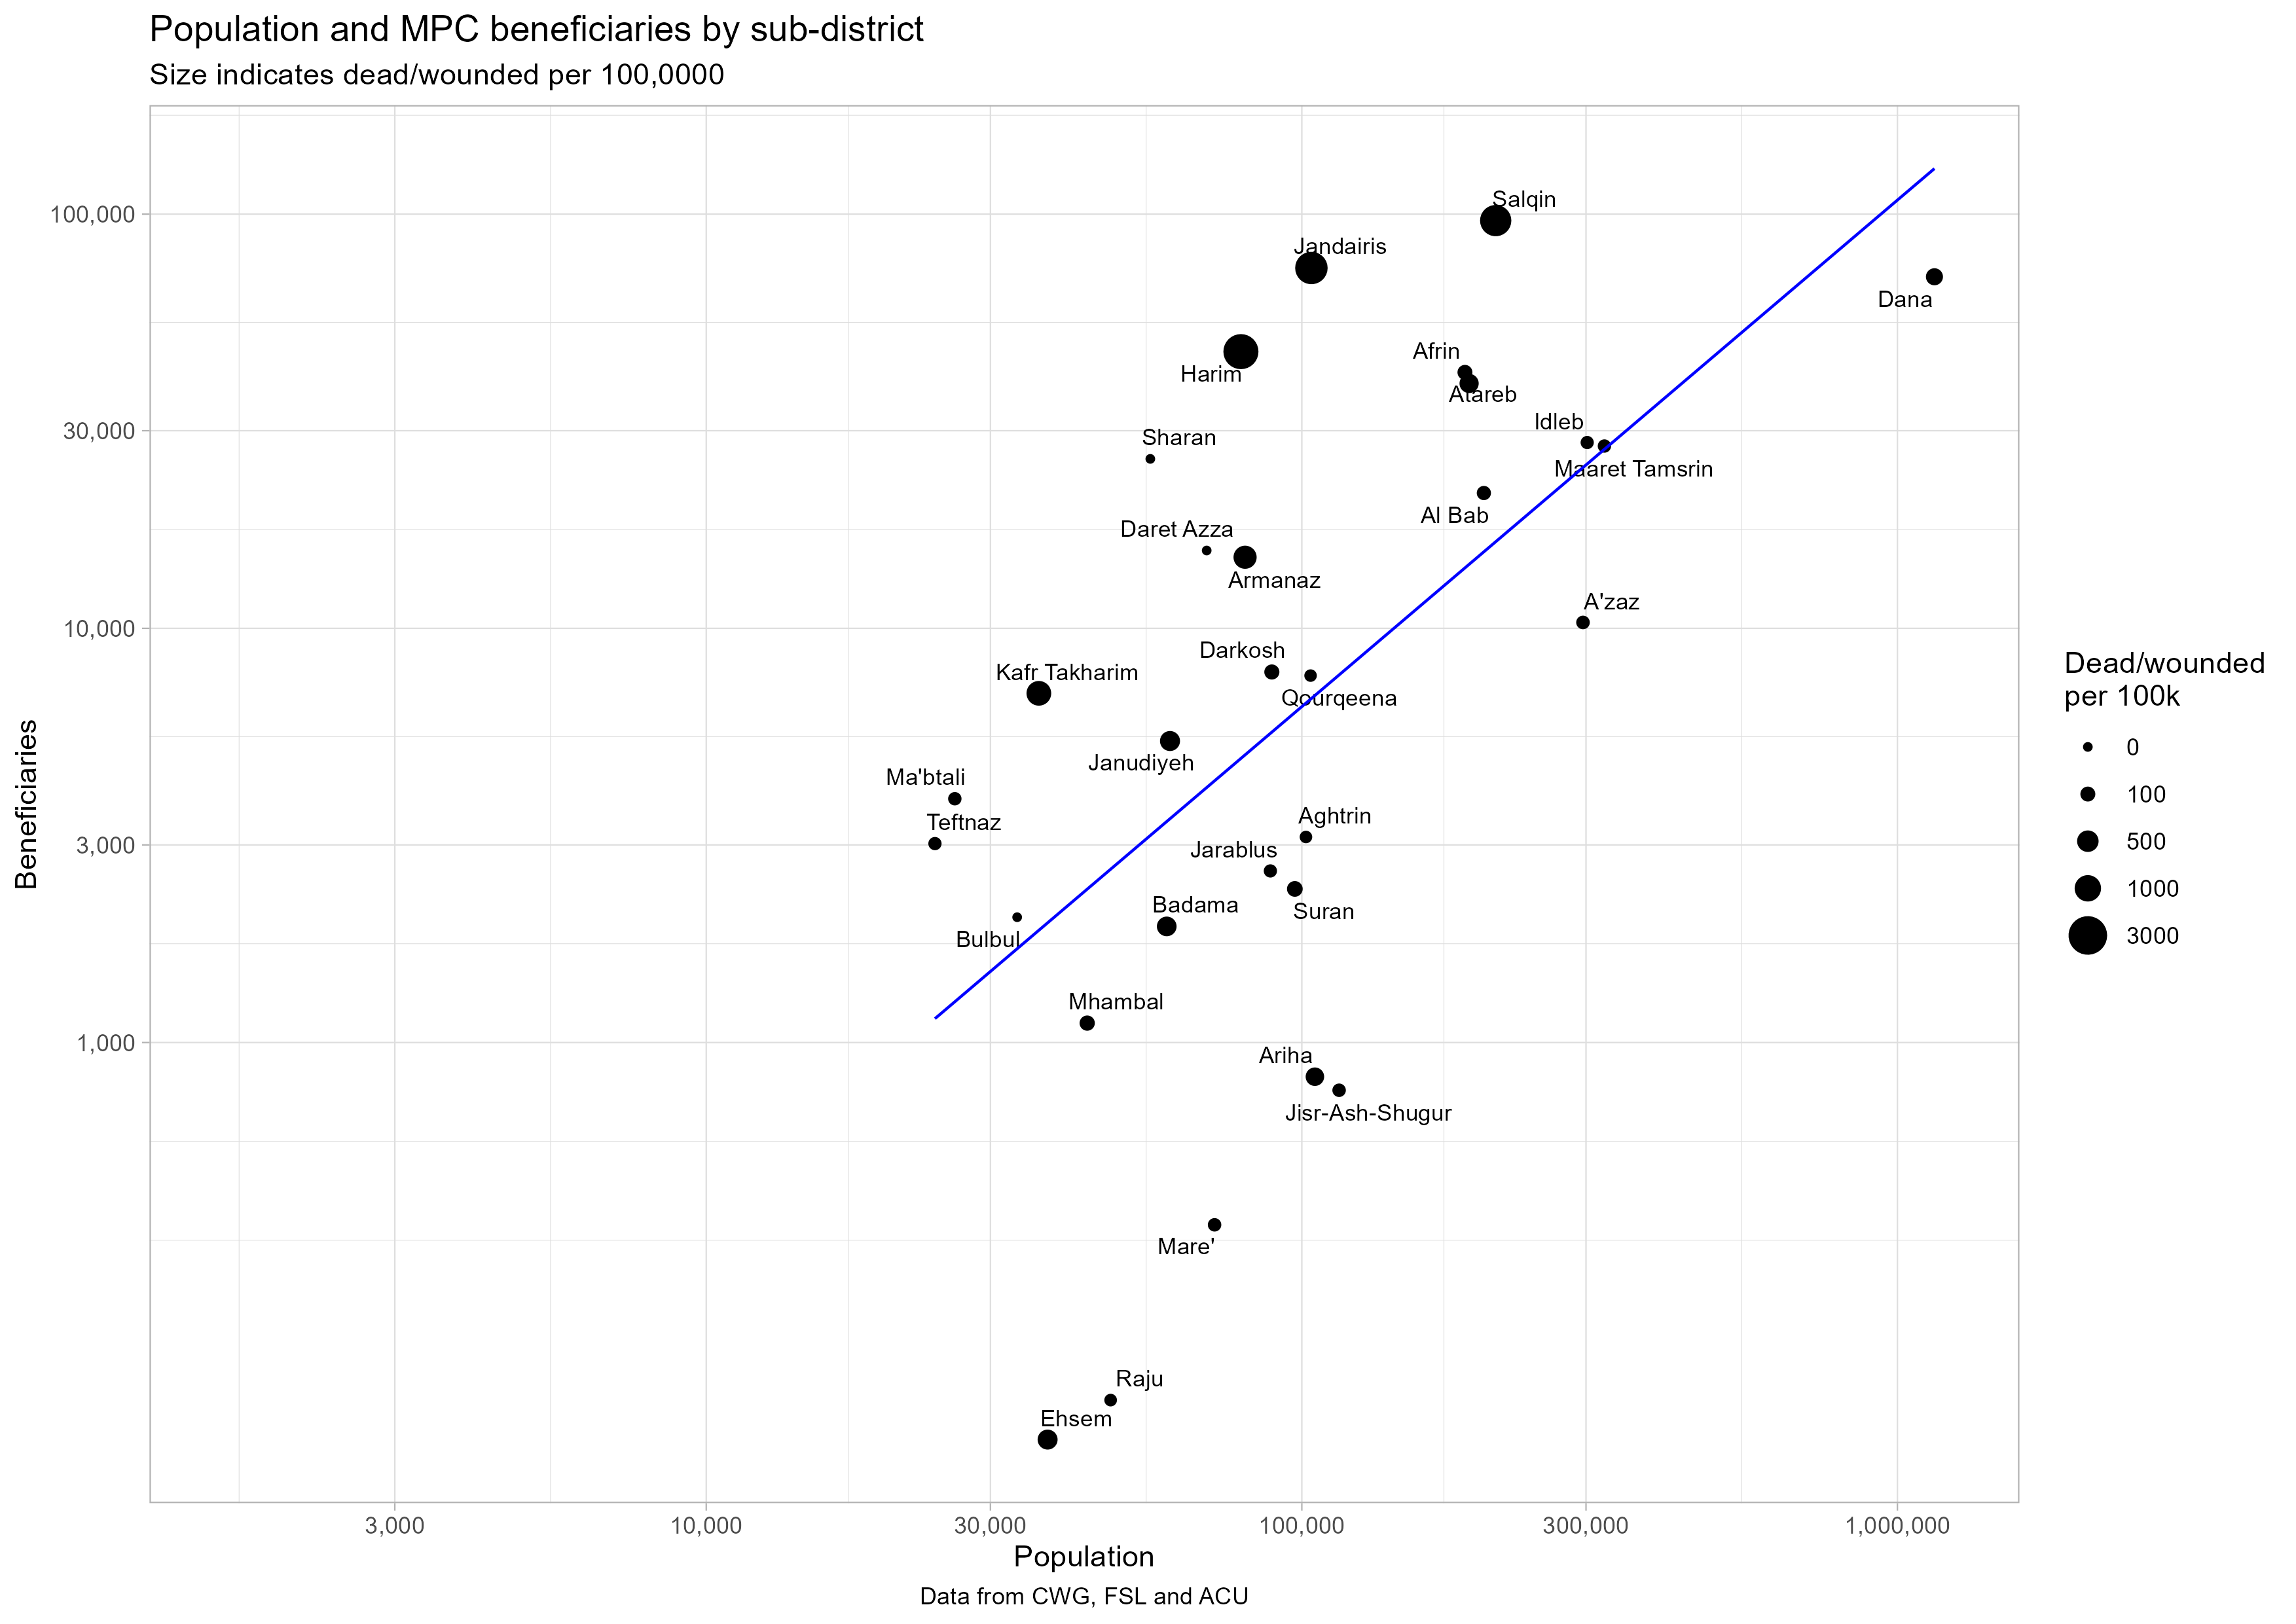 Population and MPC beneficiaries by sub-district
Size indicates dead/wounded per 100,0000
Beneficiaries
100,000
30,000
10,000
3,000
1,000
Salqin
Jandairis
Dana
Afrin
Harim
Atareb
Idleb
Sharan
Maaret Tamsrin
Al Bab
Daret Azza
Armanaz
A'zaz
Darkosh
Kafr Takharim
Qourqeena
Janudiyeh
Ma'btali
Aghtrin
Teftnaz
Jarablus
Badama
Suran
Bulbul
Mhambal
Ariha
Jisr-Ash-Shugur
Mare'
Raju
Ehsem
3,000
10,000
30,000
100,000
300,000
1,000,000
Population
Data from CWG, FSL and ACU
Dead/wounded
per 100k
0
100
500
1000
3000